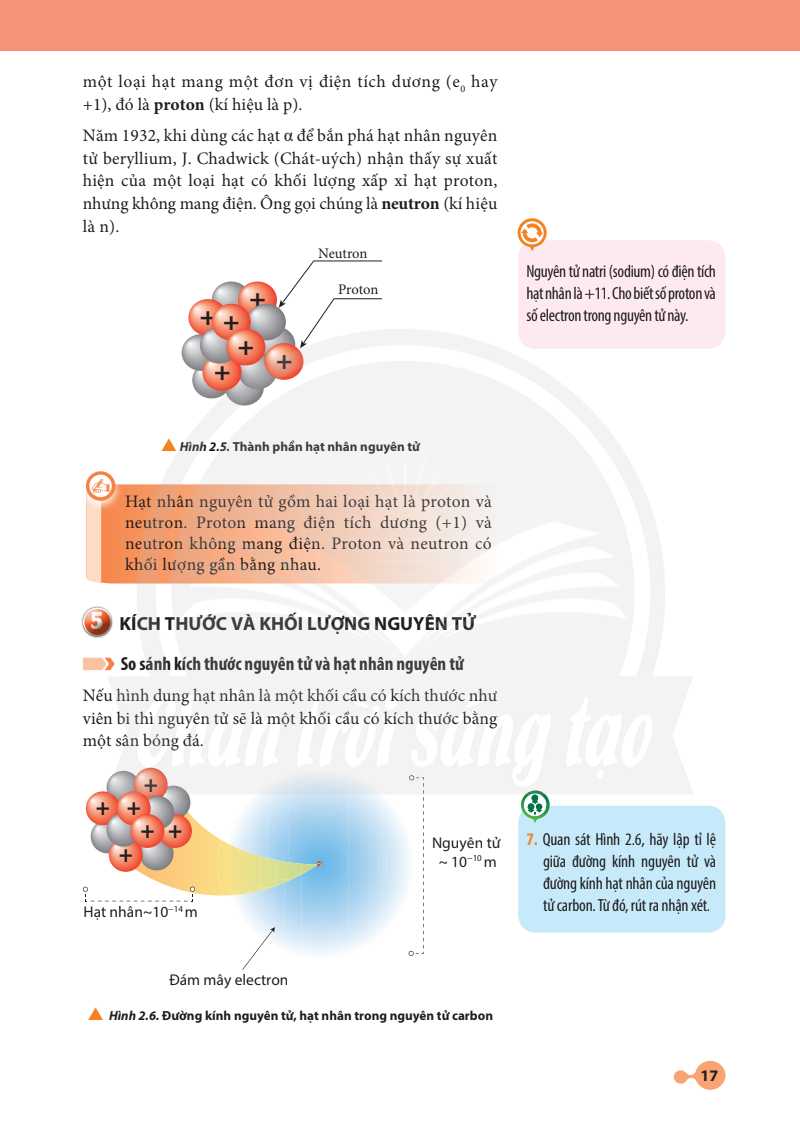 một loại hạt mang một đơn vị điện tích dương (e₀ hay
+1), đó là proton (kí hiệu là p).
Năm 1932, khi dùng các hạt α để bắn phá hạt nhân nguyên
tử beryllium, J. Chadwick (Chát-uých) nhận thấy sự xuất
hiện của một loại hạt có khối lượng xấp xỉ hạt proton,
nhưng không mang điện. Ông gọi chúng là neutron (kí hiệu
là n).
Neutron
Proton
+
+
+
+
+
+
Hình 2.5. Thành phần hạt nhân nguyên tử
Nguyên tử natri (sodium) có điện tích
hạt nhân là +11. Cho biết số proton và
số electron trong nguyên tử này.
Hạt nhân nguyên tử gồm hai loại hạt là proton và
neutron. Proton mang điện tích dương (+1) và
neutron không mang điện. Proton và neutron có
khối lượng gần bằng nhau.
5 KÍCH THƯỚC VÀ KHỐI LƯỢNG NGUYÊN TỬ
So sánh kích thước nguyên tử và hạt nhân nguyên tử
Nếu hình dung hạt nhân là một khối cầu có kích thước như
viên bi thì nguyên tử sẽ là một khối cầu có kích thước bằng
một sân bóng đá.
Chân trời sáng tạo
+
+
+
+
+
+
Nguyên tử
~ 10⁻¹⁰ m
Hạt nhân~10⁻¹⁴ m
Đám mây electron
Hình 2.6. Đường kính nguyên tử, hạt nhân trong nguyên tử carbon
7. Quan sát Hình 2.6, hãy lập tỉ lệ
giữa đường kính nguyên tử và
đường kính hạt nhân của nguyên
tử carbon. Từ đó, rút ra nhận xét.
17